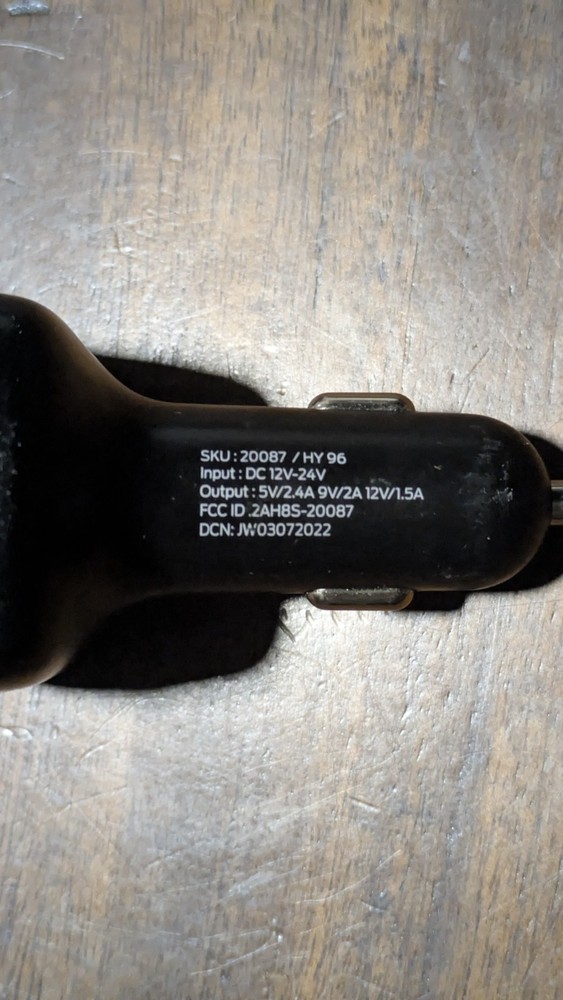 SKU : 20087 / HY 96
Input : DC 12V-24V
Output : 5V/2.4A 9V/2A 12V/1.5A
FCC ID 2AH8S-20087
DCN: JW03072022